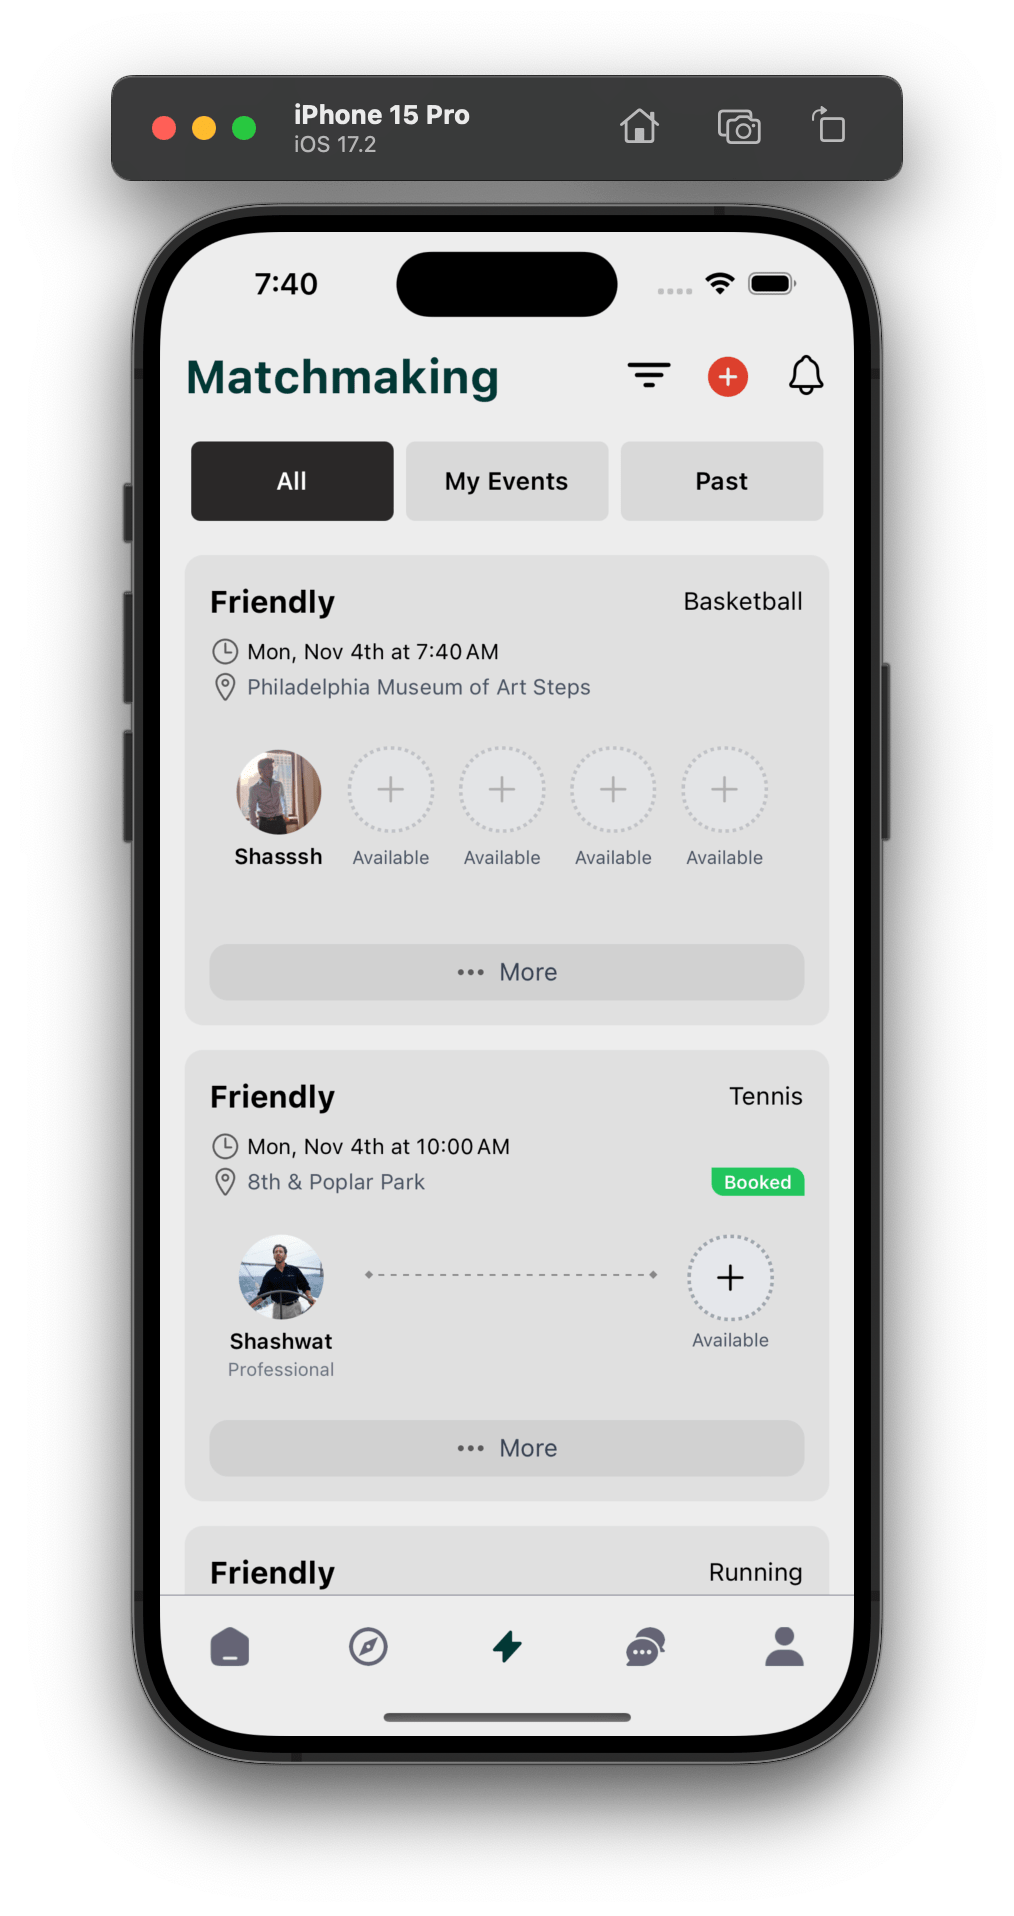 iPhone 15 Pro
iOS 17.2
7:40
Matchmaking
All My Events Past
Friendly Basketball
Mon, Nov 4th at 7:40 AM
Philadelphia Museum of Art Steps
Shasssh Available Available Available Available
••• More
Friendly Tennis
Mon, Nov 4th at 10:00 AM
8th & Poplar Park Booked
Shashwat Available
Professional
••• More
Friendly Running